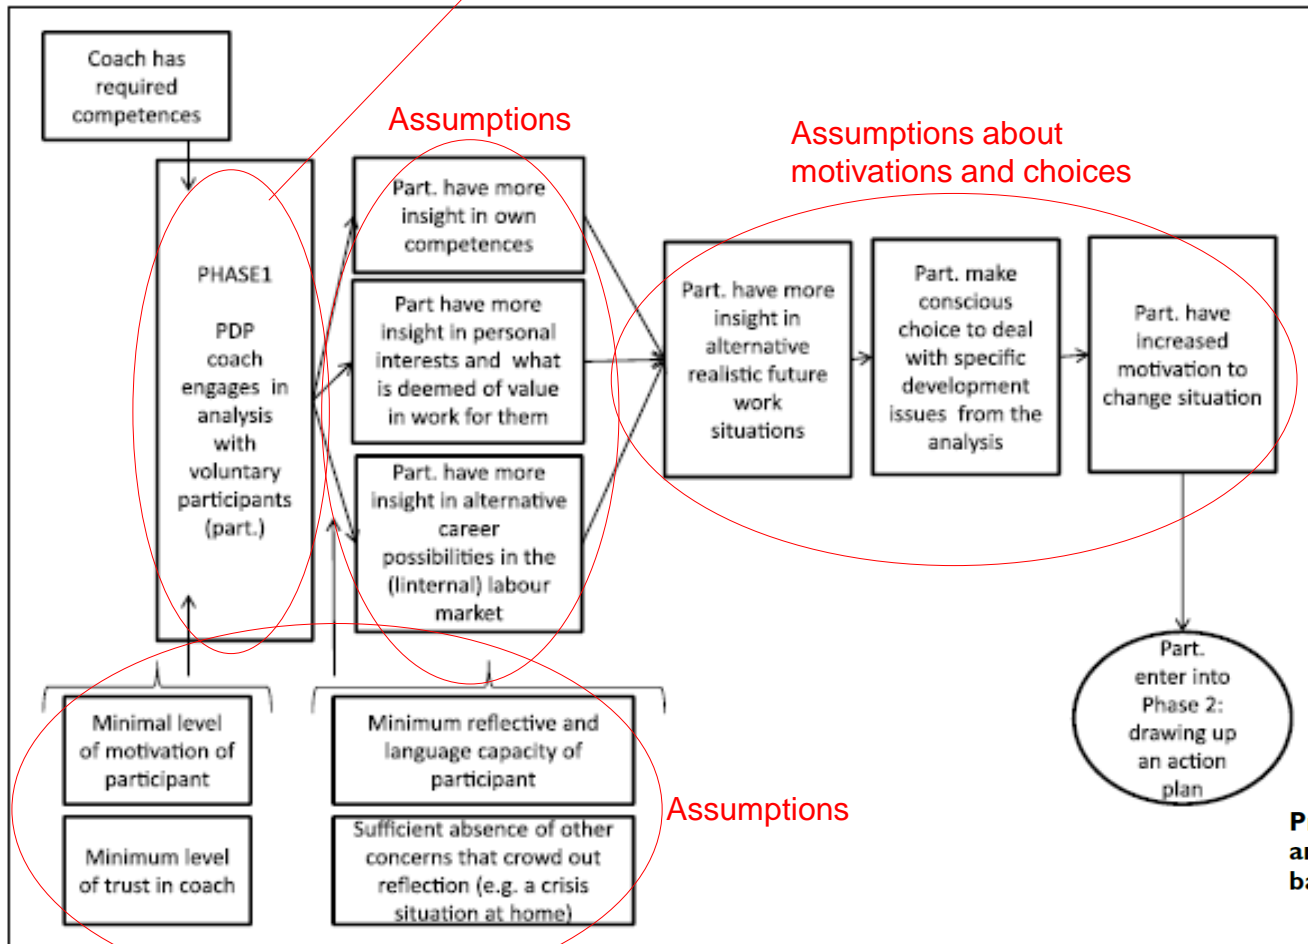 Coach has
required
competences
Assumptions
Assumptions about
motivations and choices
PHASE1
PDP
coach
engages in
analysis
with
voluntary
participants
(part.)
Part. have more
insight in own
competences
Part have more
insight in personal
interests and what
is deemed of value
in work for them
Part. have more
insight in alternative
career
possibilities in the
(linternal) labour
market
Part. have more
insight in
alternative
realistic future
work
situations
Part. make
conscious
choice to deal
with specific
development
issues from the
analysis
Part. have
increased
motivation to
change situation
Part.
enter into
Phase 2:
drawing up
an action
plan
Minimal level
of motivation of
participant
Minimum level
of trust in coach
Minimum reflective and
language capacity of
participant
Sufficient absence of other
concerns that crowd out
reflection (e.g. a crisis
situation at home)
Assumptions